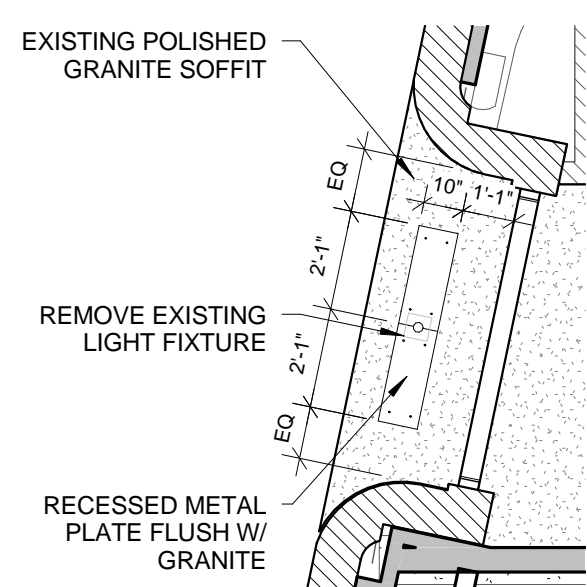 EXISTING POLISHED
GRANITE SOFFIT
EQ
10"
1'-1"
2'-1"
REMOVE EXISTING
LIGHT FIXTURE
2'-1"
EQ
RECESSED METAL
PLATE FLUSH W/
GRANITE